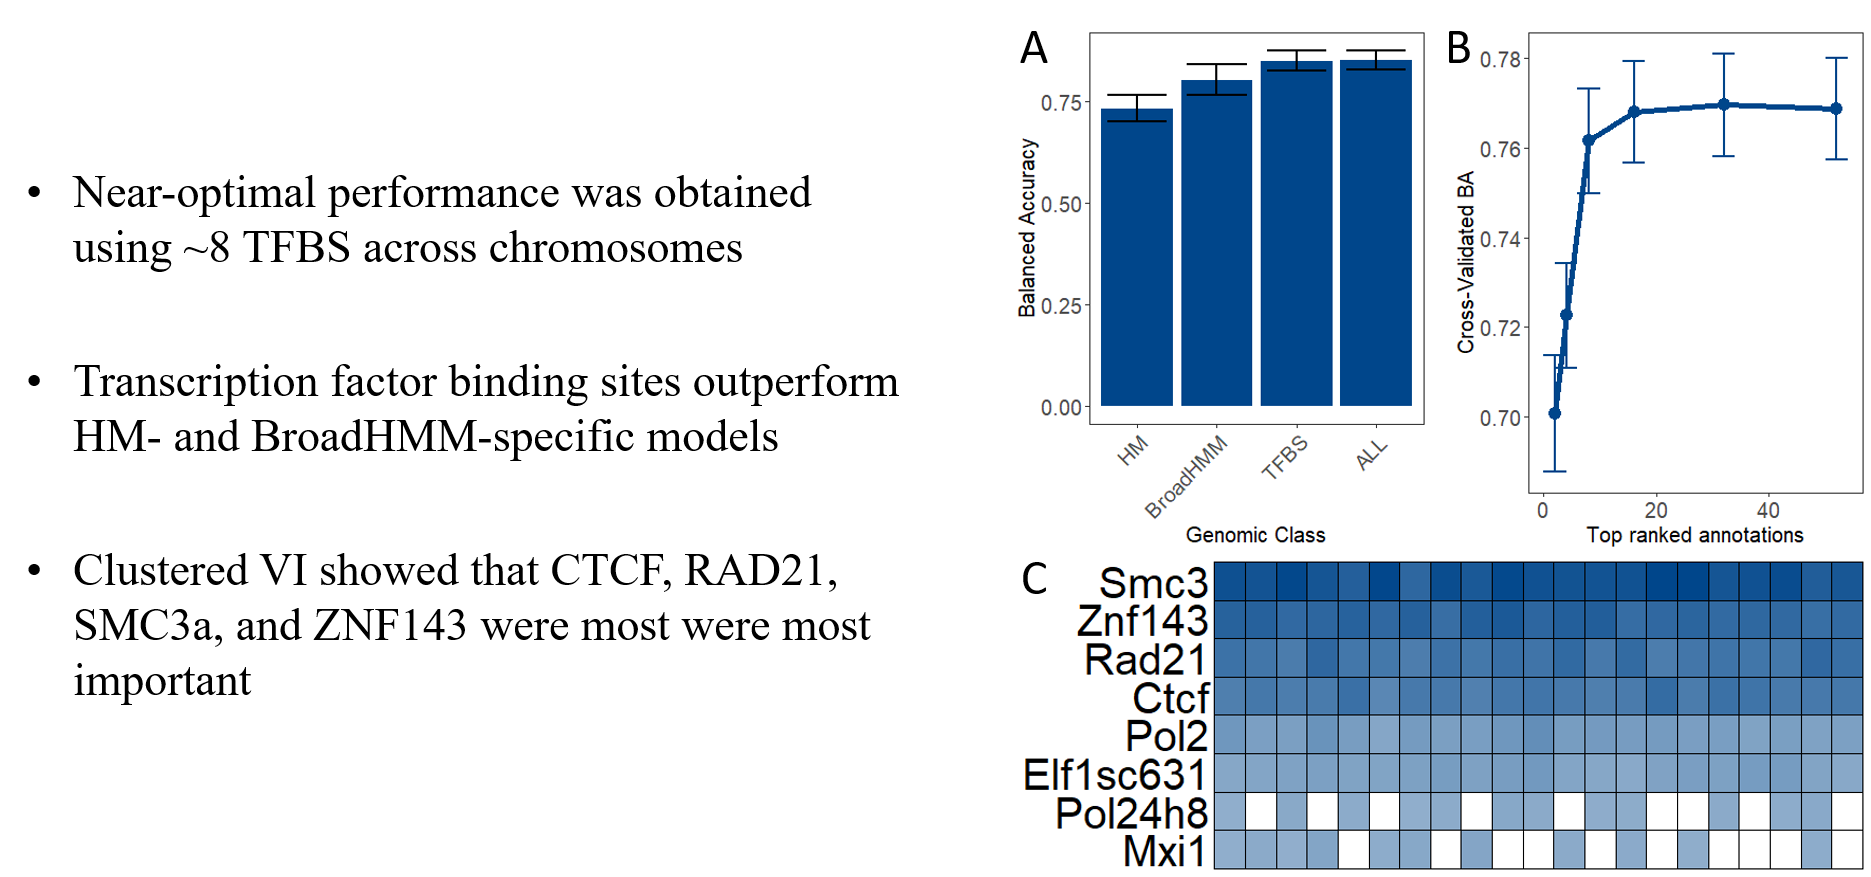 • Near-optimal performance was obtained
using ~8 TFBS across chromosomes
• Transcription factor binding sites outperform
HM- and BroadHMM-specific models
• Clustered VI showed that CTCF, RAD21,
SMC3a, and ZNF143 were most were most
important
A
Balanced Accuracy
0.75
0.50
0.25
0.00
HM
BroadHMM
TFBS
ALL
Genomic Class
B
Cross-Validated BA
0.78
0.76
0.74
0.72
0.70
0
20
40
Top ranked annotations
C
Smc3
Znf143
Rad21
Ctcf
Pol2
Elf1sc631
Pol24h8
Mxi1